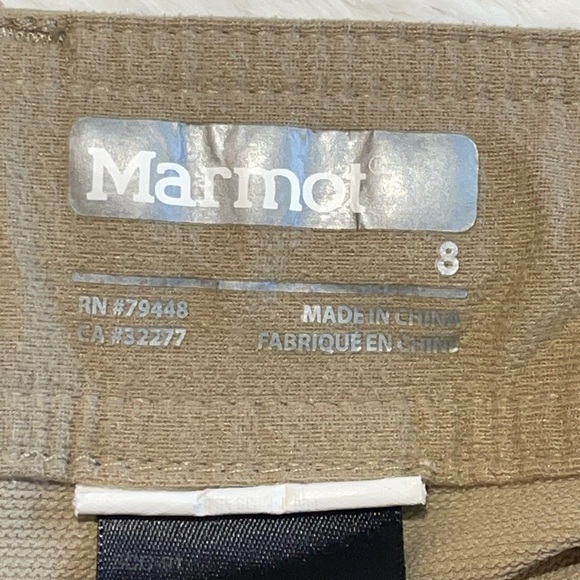 Marmot
8
RN #79448
CA #32277
MADE IN CHINA
FABRIQUÉ EN CHINE